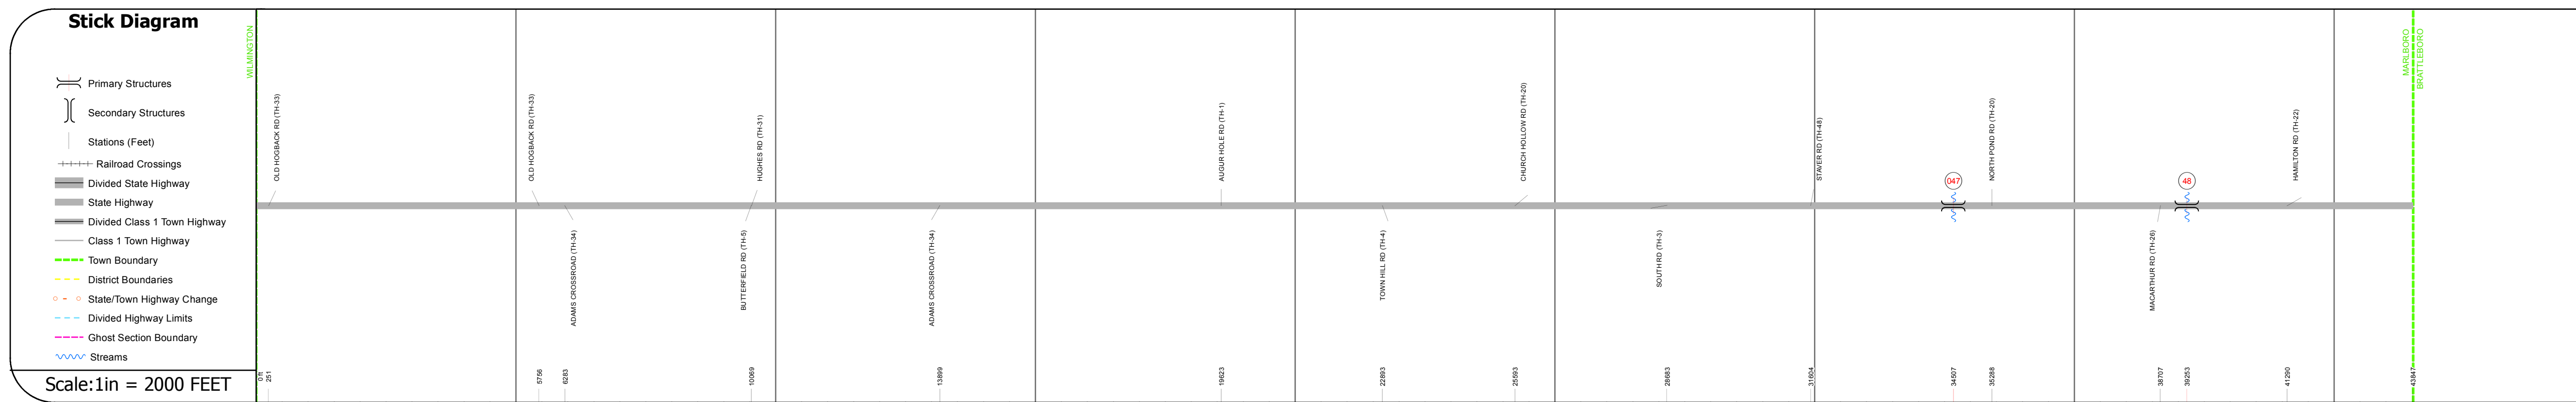 Stick Diagram
Primary Structures
Secondary Structures
Stations (Feet)
Railroad Crossings
Divided State Highway
State Highway
Divided Class 1 Town Highway
Class 1 Town Highway
Town Boundary
District Boundaries
State/Town Highway Change
Divided Highway Limits
Ghost Section Boundary
Streams
Scale:1in = 2000 FEET
WILMINGTON
OLD HOGBACK RD (TH-33)
OLD HOGBACK RD (TH-33)
ADAMS CROSSROAD (TH-34)
BUTTERFIELD RD (TH-5)
HUGHES RD (TH-31)
ADAMS CROSSROAD (TH-34)
AUGUR HOLE RD (TH-1)
TOWN HILL RD (TH-4)
CHURCH HOLLOW RD (TH-20)
SOUTH RD (TH-3)
STAVER RD (TH-48)
047
NORTH POND RD (TH-20)
MACARTHUR RD (TH-26)
48
HAMILTON RD (TH-22)
MARLBORO
BRATTLEBORO
0 ft
251
5756
6283
10069
13899
19623
22893
25593
28683
31604
34507
35288
38707
39253
41290
43847